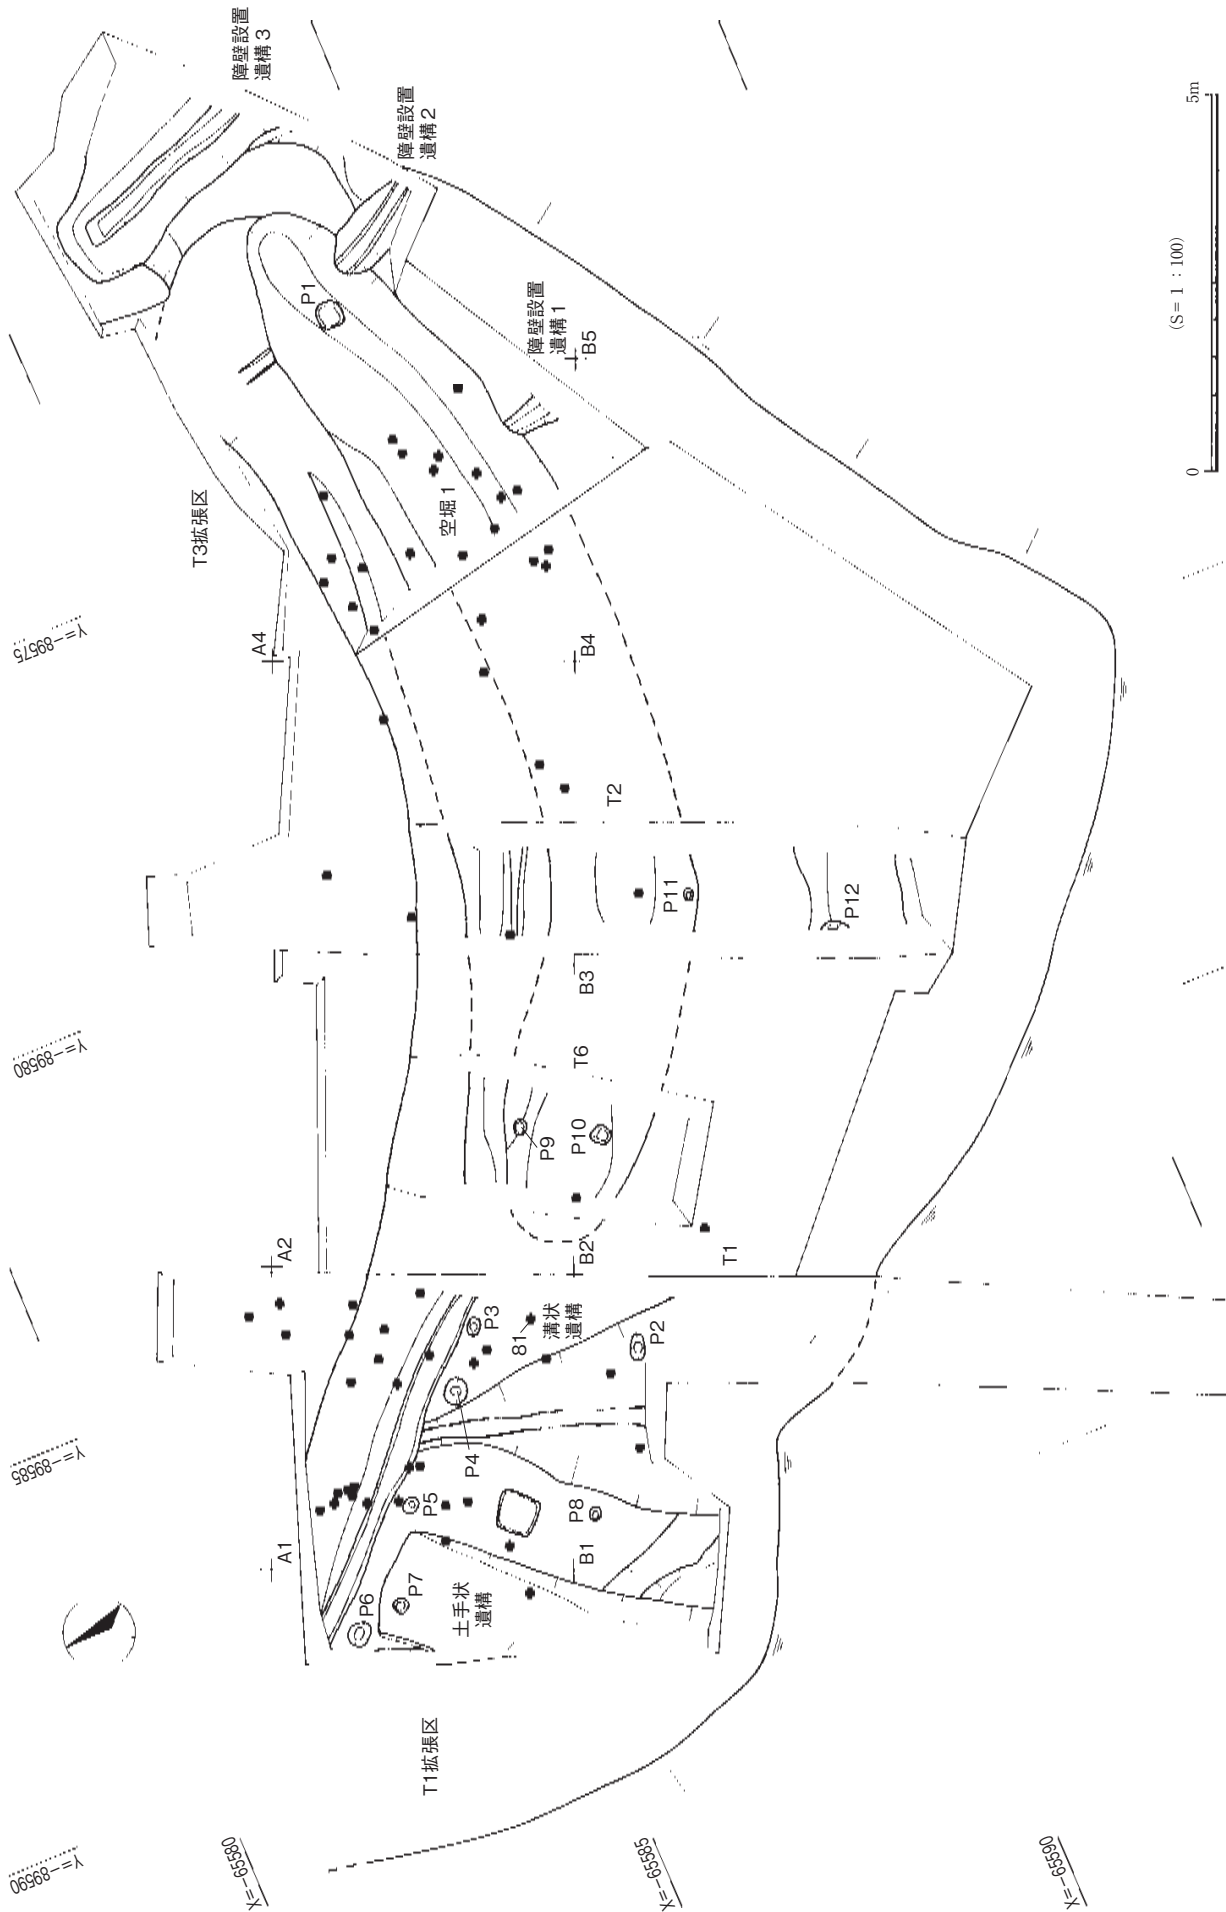 Y=-89590
Y=-89585
Y=-89580
Y=-89575
X=-65580
X=-65585
X=-65590
T1拡張区
T3拡張区
A1
A2
A4
B1
B2
B3
B4
B5
P1
P2
P3
P4
P5
P6
P7
P8
P9
P10
P11
P12
T1
T2
T6
81
土手状
遺構
溝状
遺構
空堀1
障壁設置
遺構1
障壁設置
遺構2
障壁設置
遺構3
0
5m
(S=1:100)